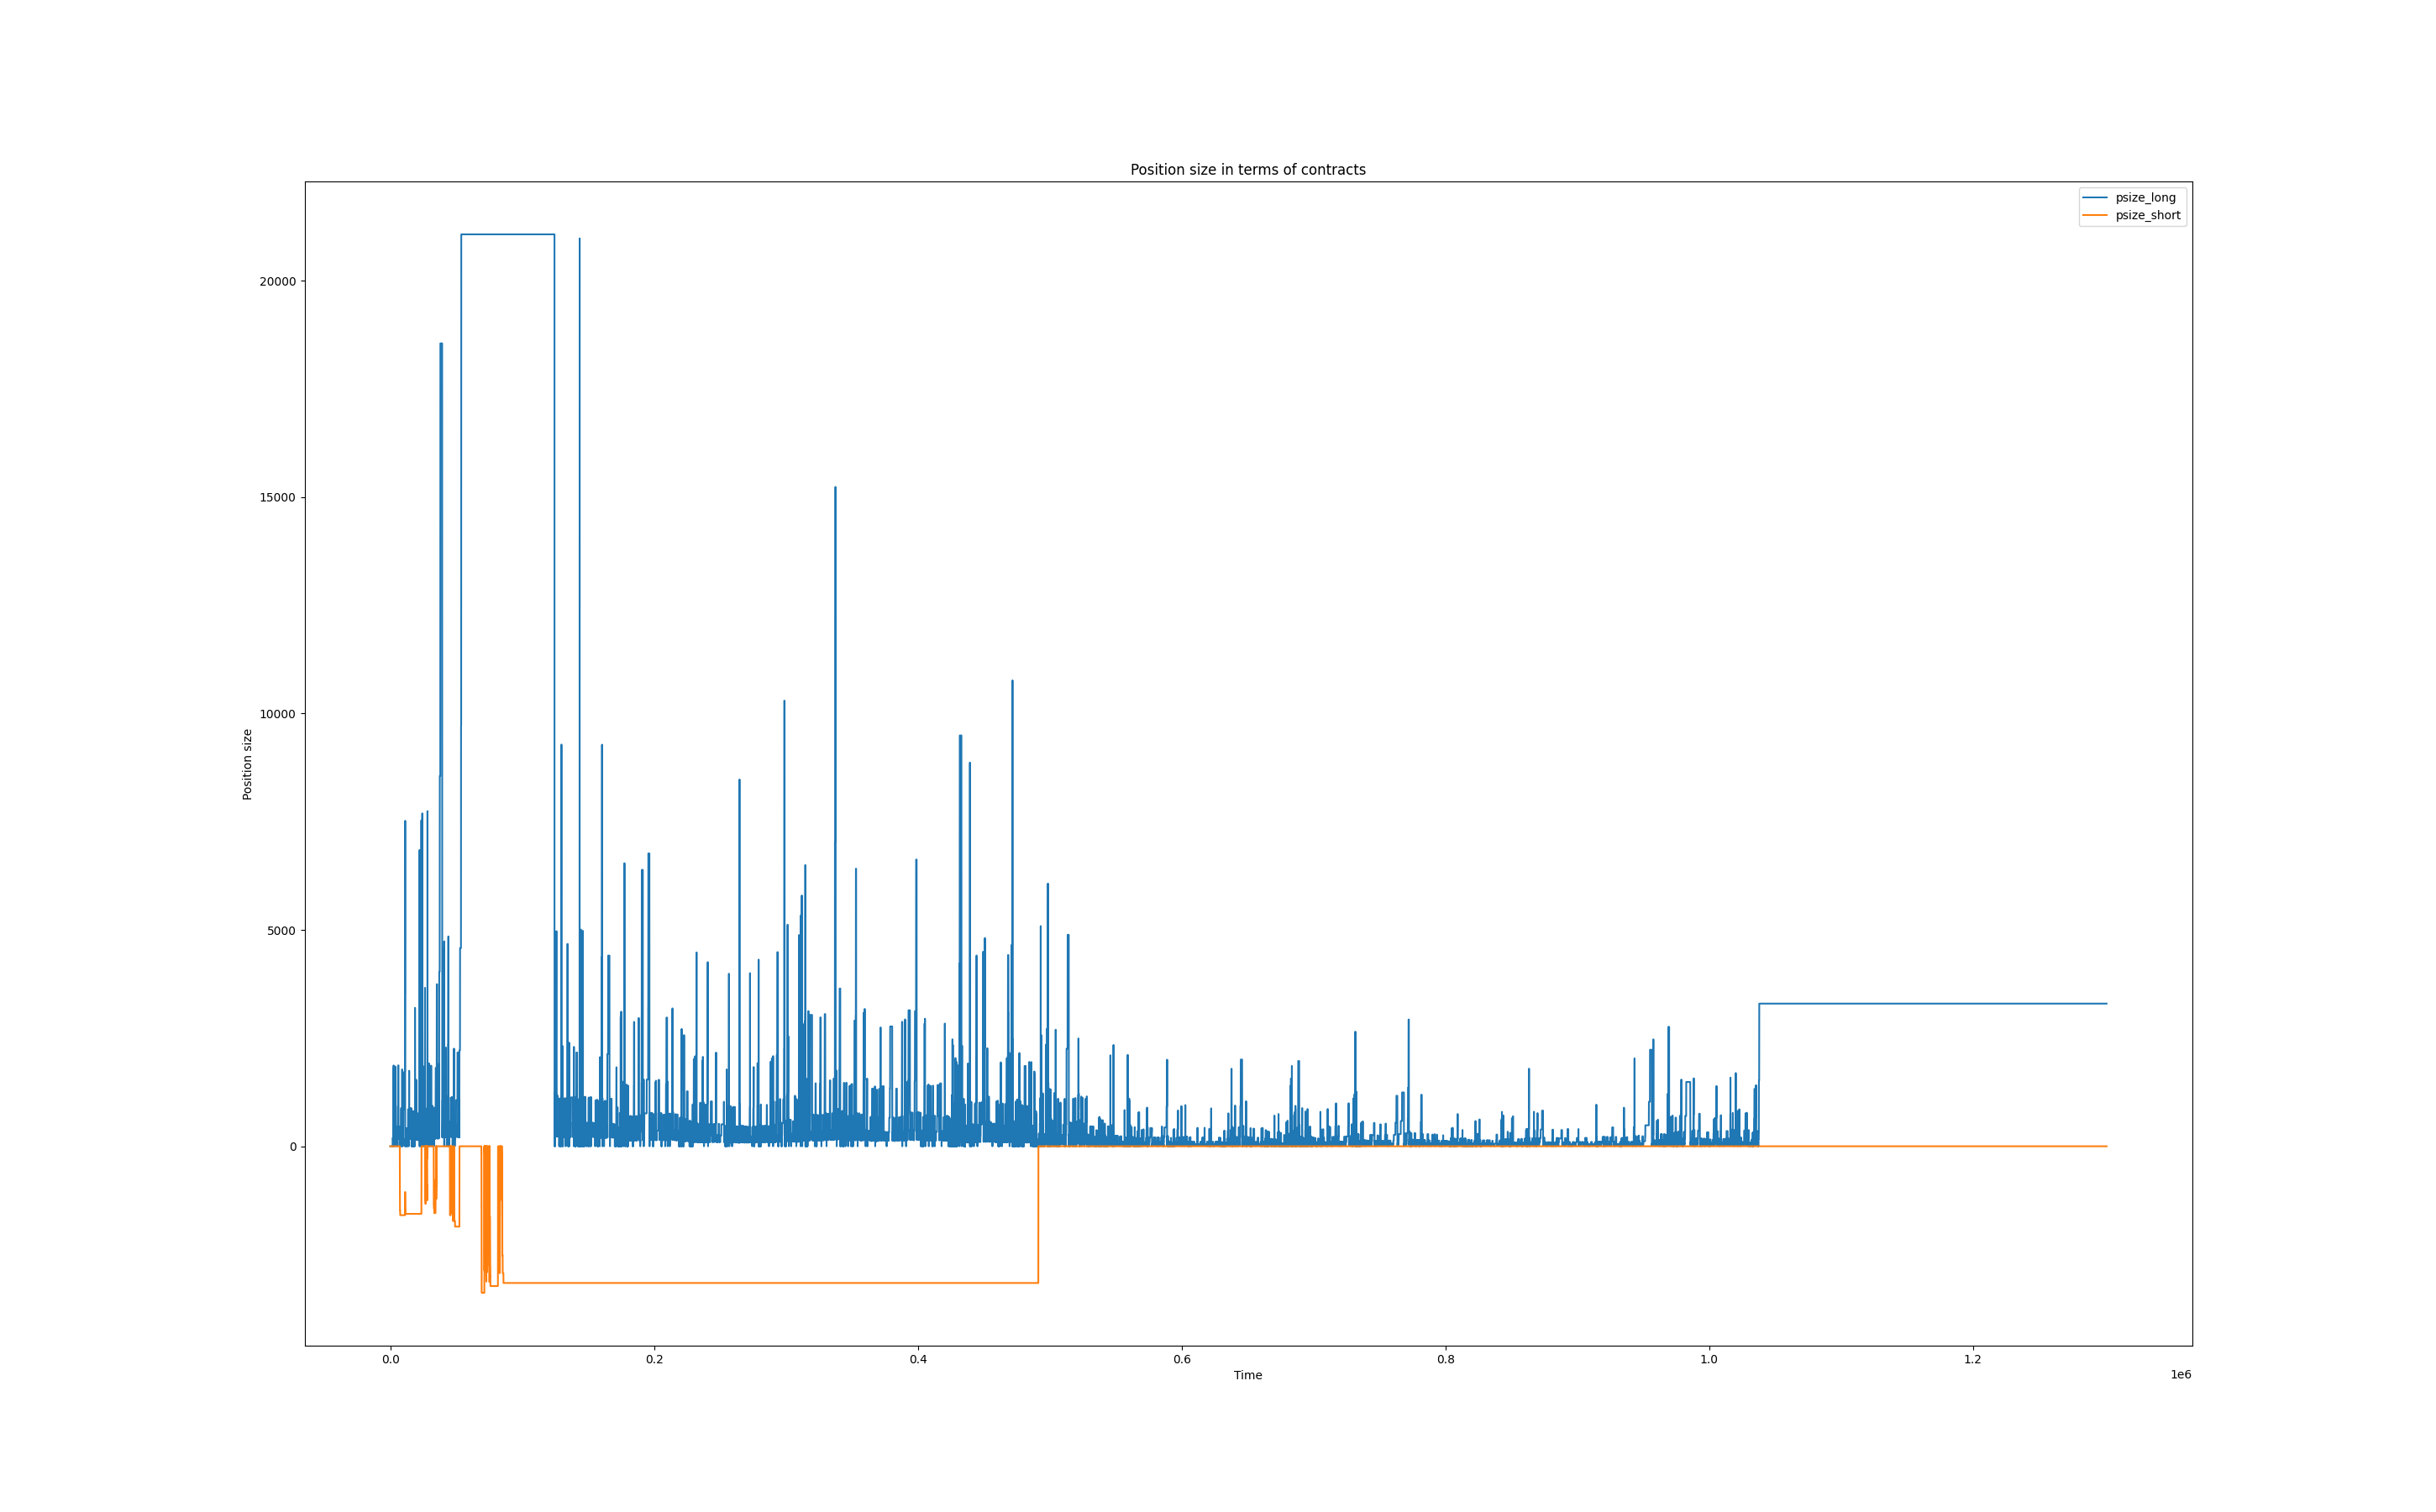 Position size in terms of contracts
psize_long
psize_short
20000
15000
10000
5000
0
Position size
0.0 0.2 0.4 0.6 0.8 1.0 1.2
Time
1e6